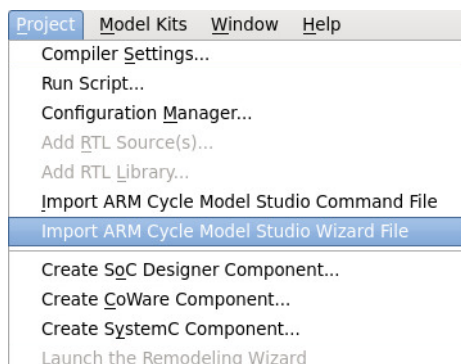 Project Model Kits Window Help
Compiler Settings...
Run Script...
Configuration Manager...
Add RTL Source(s)...
Add RTL Library...
Import ARM Cycle Model Studio Command File
Import ARM Cycle Model Studio Wizard File
Create SoC Designer Component...
Create CoWare Component...
Create SystemC Component...
Launch the Remodeling Wizard